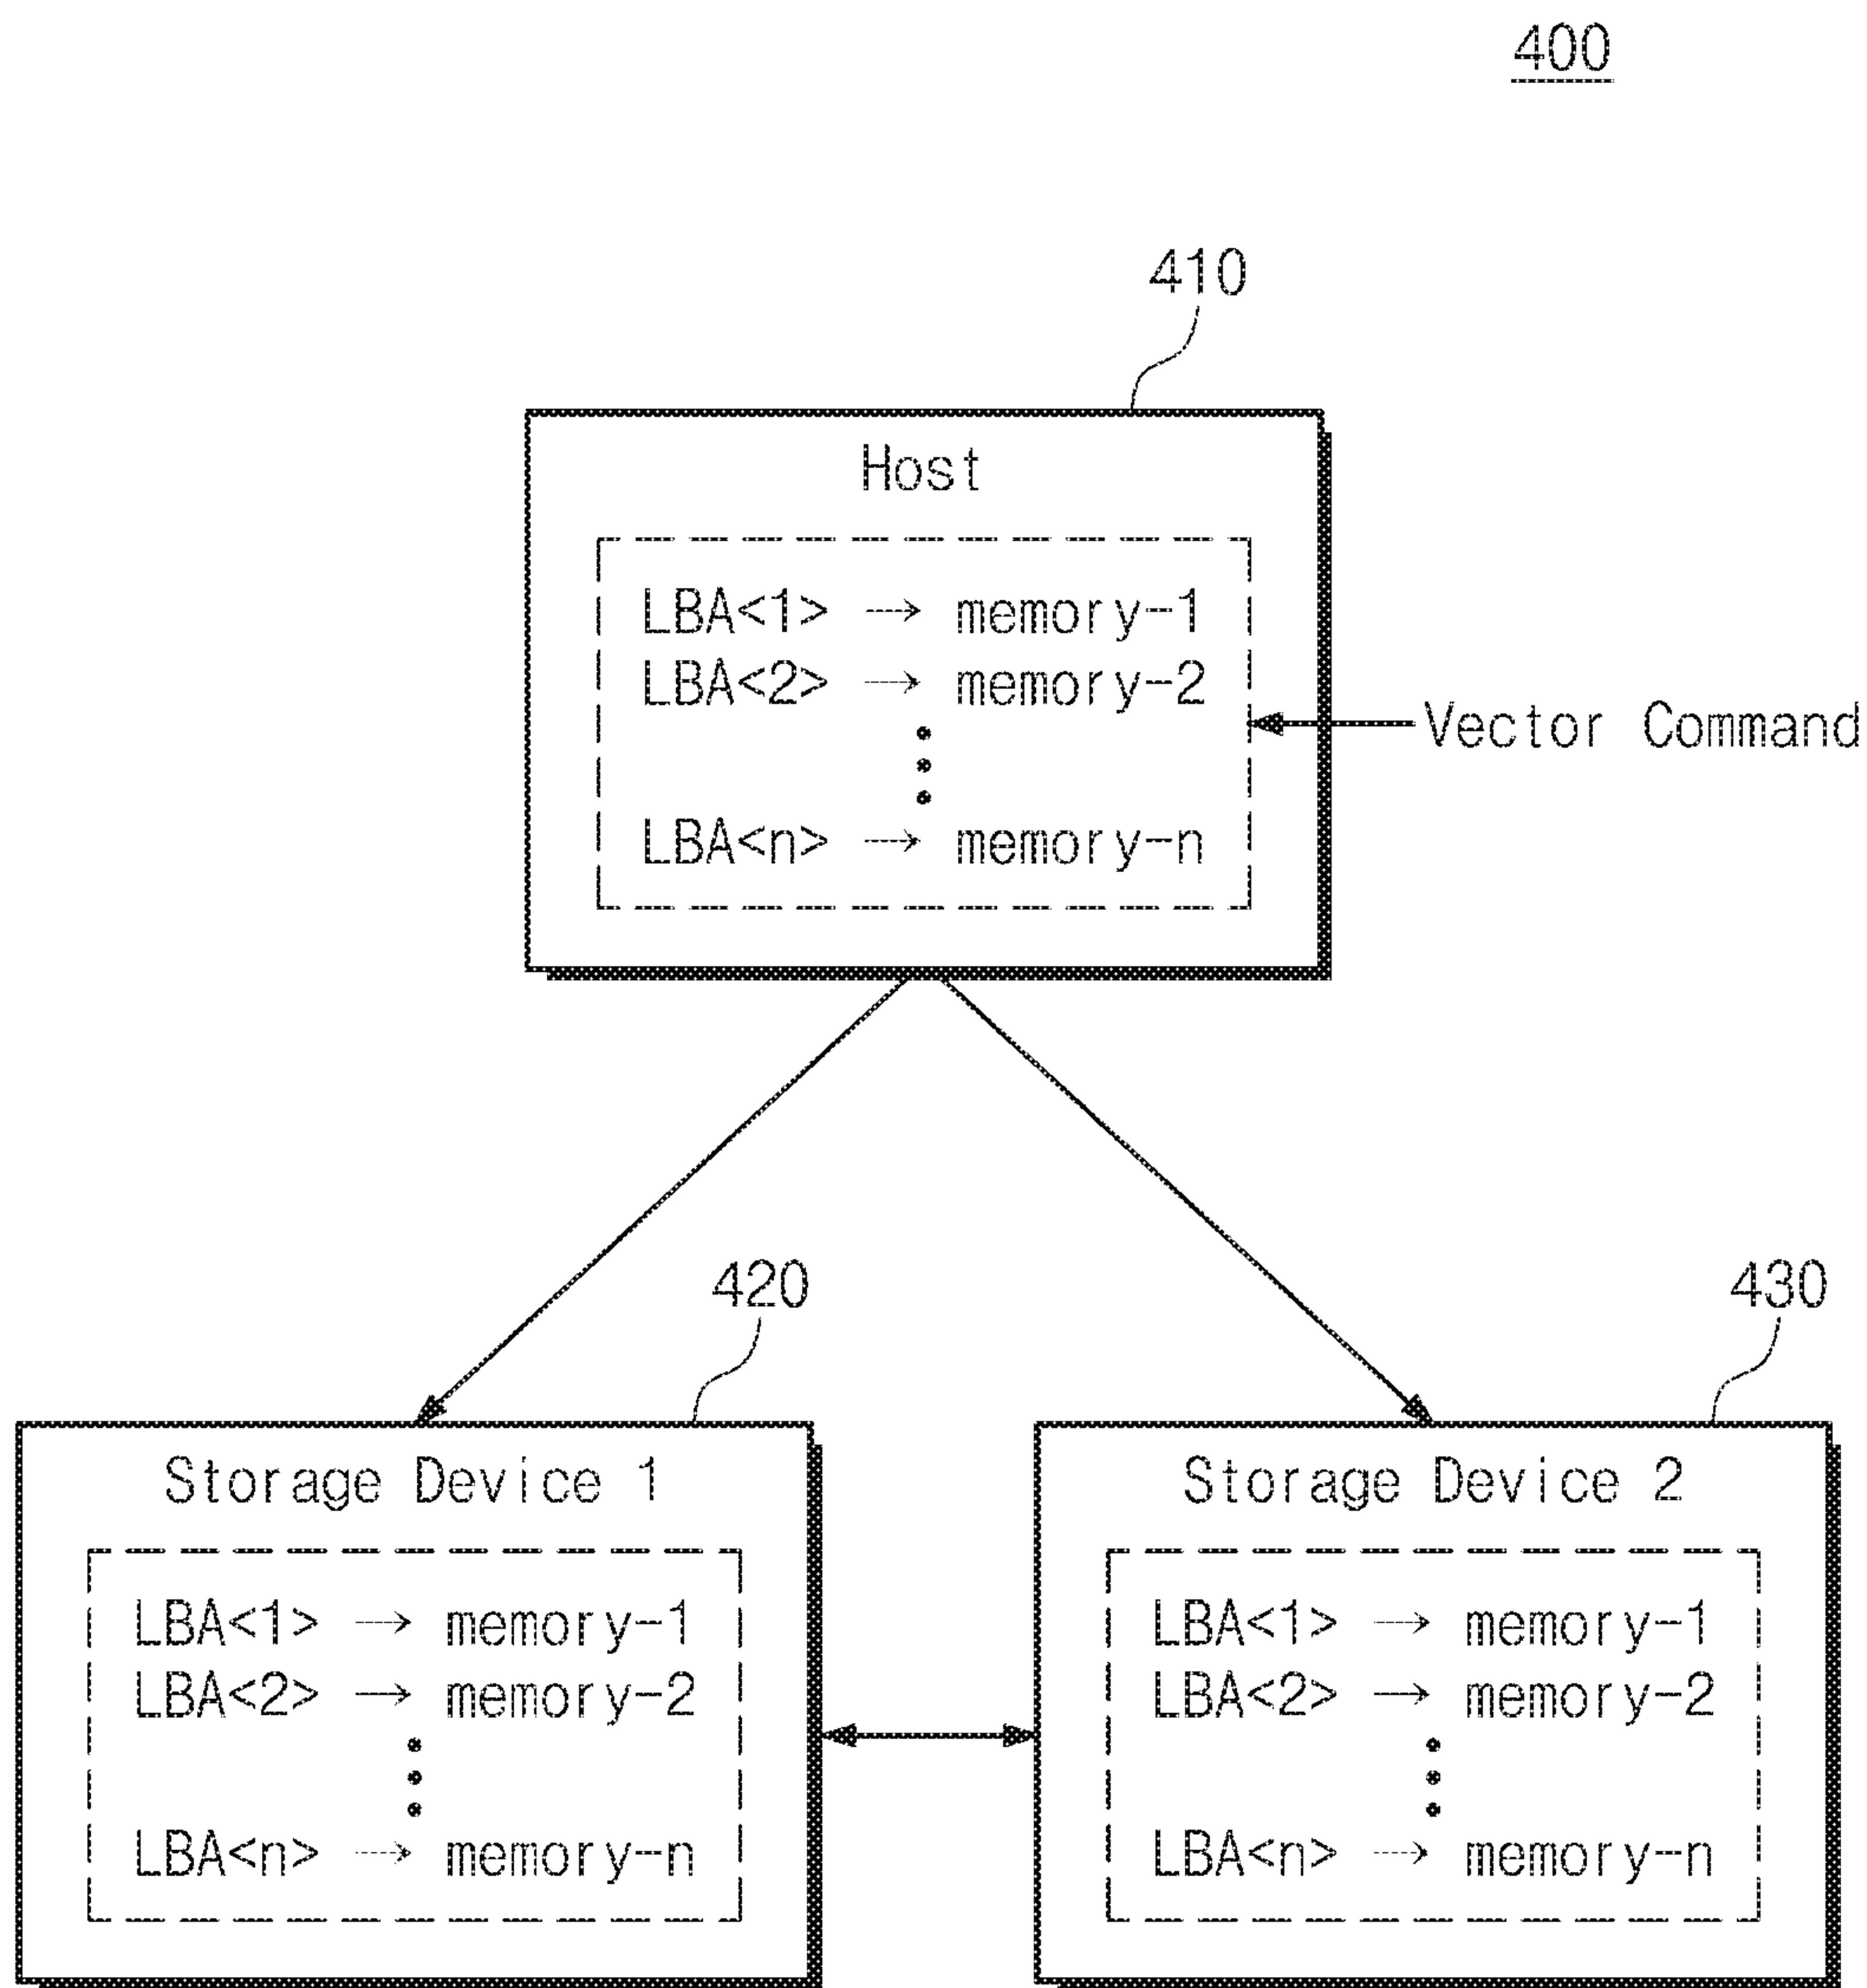 400
410
Host
LBA<1> → memory-1
LBA<2> → memory-2
Vector Command
LBA<n> → memory-n
420
430
Storage Device 1
LBA<1> → memory-1
LBA<2> → memory-2
LBA<n> → memory-n
Storage Device 2
LBA<1> → memory-1
LBA<2> → memory-2
LBA<n> → memory-n